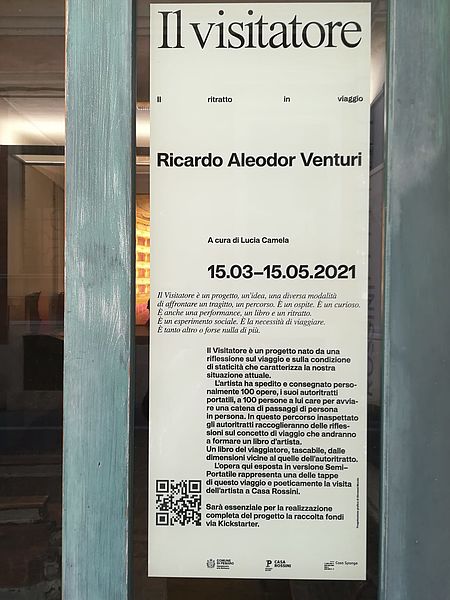 Il visitatore
Il ritratto in viaggio
Ricardo Aleodor Venturi
A cura di Lucia Camela
15.03–15.05.2021
Il Visitatore è un progetto, un'idea, una diversa modalità
di affrontare un tragitto, un percorso. È un ospite. È un curioso.
È anche una performance, un libro e un ritratto.
È un esperimento sociale. È la necessità di viaggiare.
È tanto altro o forse nulla di più.
Il Visitatore è un progetto nato da una
riflessione sul viaggio e sulla condizione
di staticità che caratterizza la nostra
situazione attuale.
L'artista ha spedito e consegnato perso-
nalmente 100 opere, i suoi autoritratti
portatili, a 100 persone a lui care per avvia-
re una catena di passaggi di persona
in persona. In questo percorso inaspettato
gli autoritratti raccoglieranno delle rifles-
sioni sul concetto di viaggio che andranno
a formare un libro d'artista.
Un libro del viaggiatore, tascabile, dalle
dimensioni vicine al quelle dell'autoritratto.
L'opera qui esposta in versione Semi-
Portatile rappresenta una delle tappe
di questo viaggio e poeticamente la visita
dell'artista a Casa Rossini.
Sarà essenziale per la realizzazione
completa del progetto la raccolta fondi
via Kickstarter.
COMUNE
DI PESARO
CASA
ROSSINI
Casa Sponge